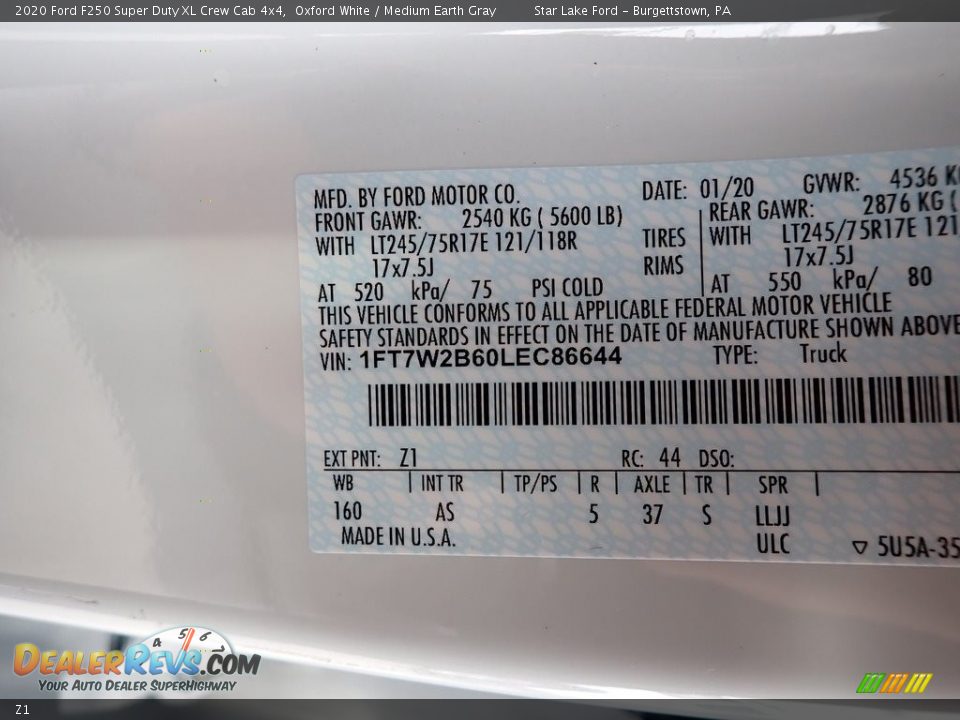 2020 Ford F250 Super Duty XL Crew Cab 4x4, Oxford White / Medium Earth Gray Star Lake Ford - Burgettstown, PA
MFD. BY FORD MOTOR CO. DATE: 01/20 GVWR: 4536 KG
FRONT GAWR: 2540 KG ( 5600 LB) REAR GAWR: 2876 KG (
WITH LT245/75R17E 121/118R TIRES WITH LT245/75R17E 121
17x7.5J RIMS 17x7.5J
AT 520 kPa/ 75 PSI COLD AT 550 kPa/ 80
THIS VEHICLE CONFORMS TO ALL APPLICABLE FEDERAL MOTOR VEHICLE
SAFETY STANDARDS IN EFFECT ON THE DATE OF MANUFACTURE SHOWN ABOVE
VIN: 1FT7W2B60LEC86644 TYPE: Truck
EXT PNT: Z1 RC: 44 DSO:
WB INT TR TP/PS R AXLE TR SPR
160 AS 5 37 S LLJJ
MADE IN U.S.A. ULC 5U5A-35
4 5 6
DealerRevs.com
Your Auto Dealer SuperHighway
Z1